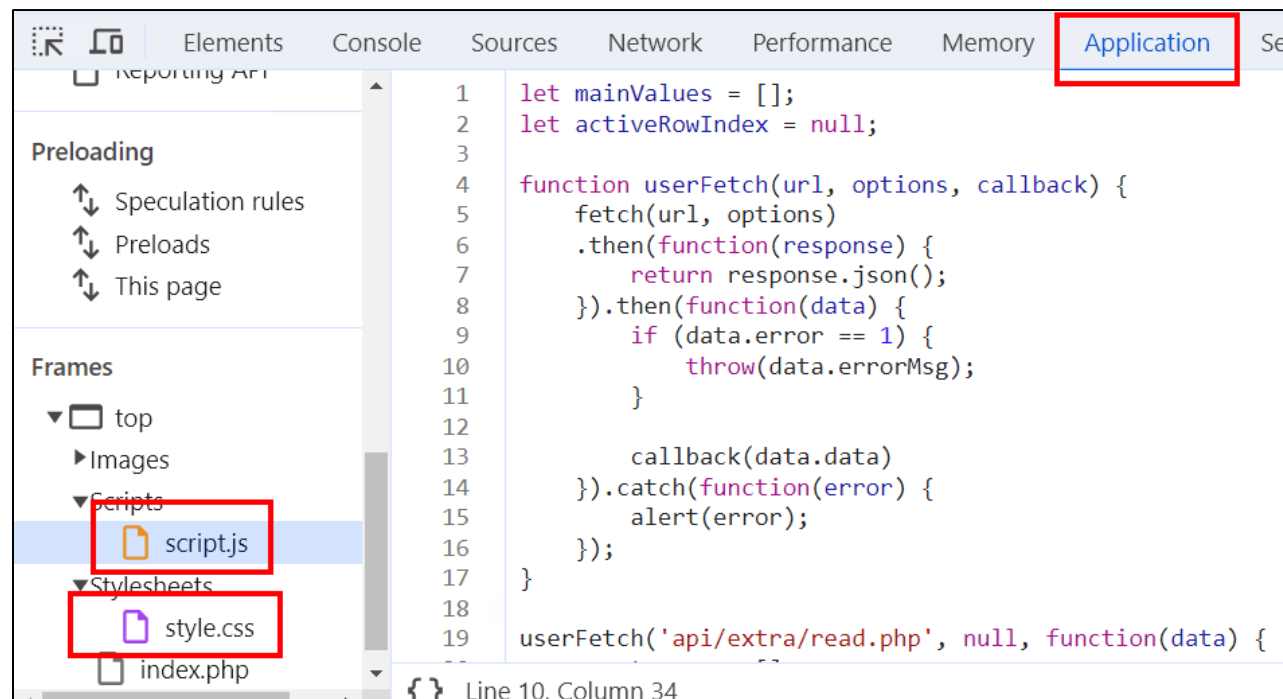 Elements Console Sources Network Performance Memory Application Se
Reporting API
Preloading
Speculation rules
Preloads
This page
Frames
top
Images
Scripts
script.js
Stylesheets
style.css
index.php
1 let mainValues = [];
2 let activeRowIndex = null;
3
4 function userFetch(url, options, callback) {
5     fetch(url, options)
6     .then(function(response) {
7         return response.json();
8     }).then(function(data) {
9         if (data.error == 1) {
10             throw(data.errorMsg);
11         }
12
13         callback(data.data)
14     }).catch(function(error) {
15         alert(error);
16     });
17 }
18
19 userFetch('api/extra/read.php', null, function(data) {
{ } Line 10, Column 34